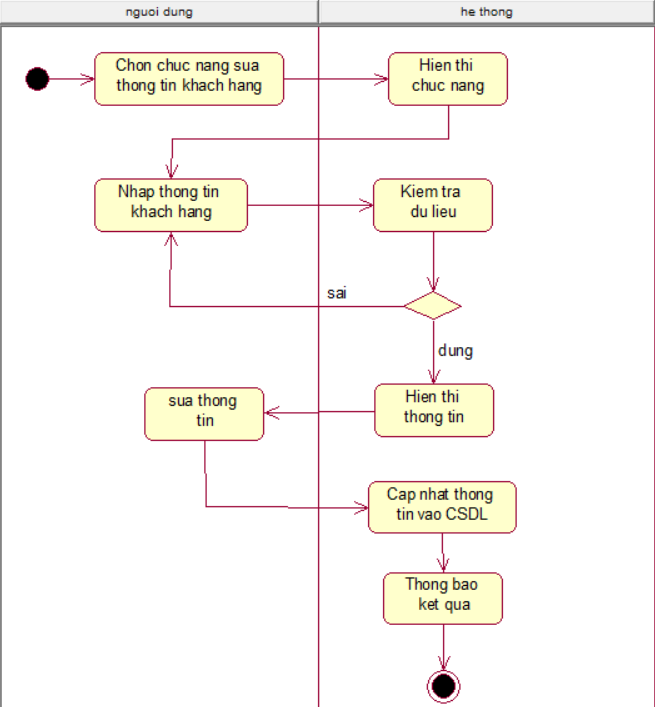 nguoi dung
he thong
Chon chuc nang sua
thong tin khach hang
Hien thi
chuc nang
Nhap thong tin
khach hang
Kiem tra
du lieu
sai
dung
sua thong
tin
Hien thi
thong tin
Cap nhat thong
tin vao CSDL
Thong bao
ket qua